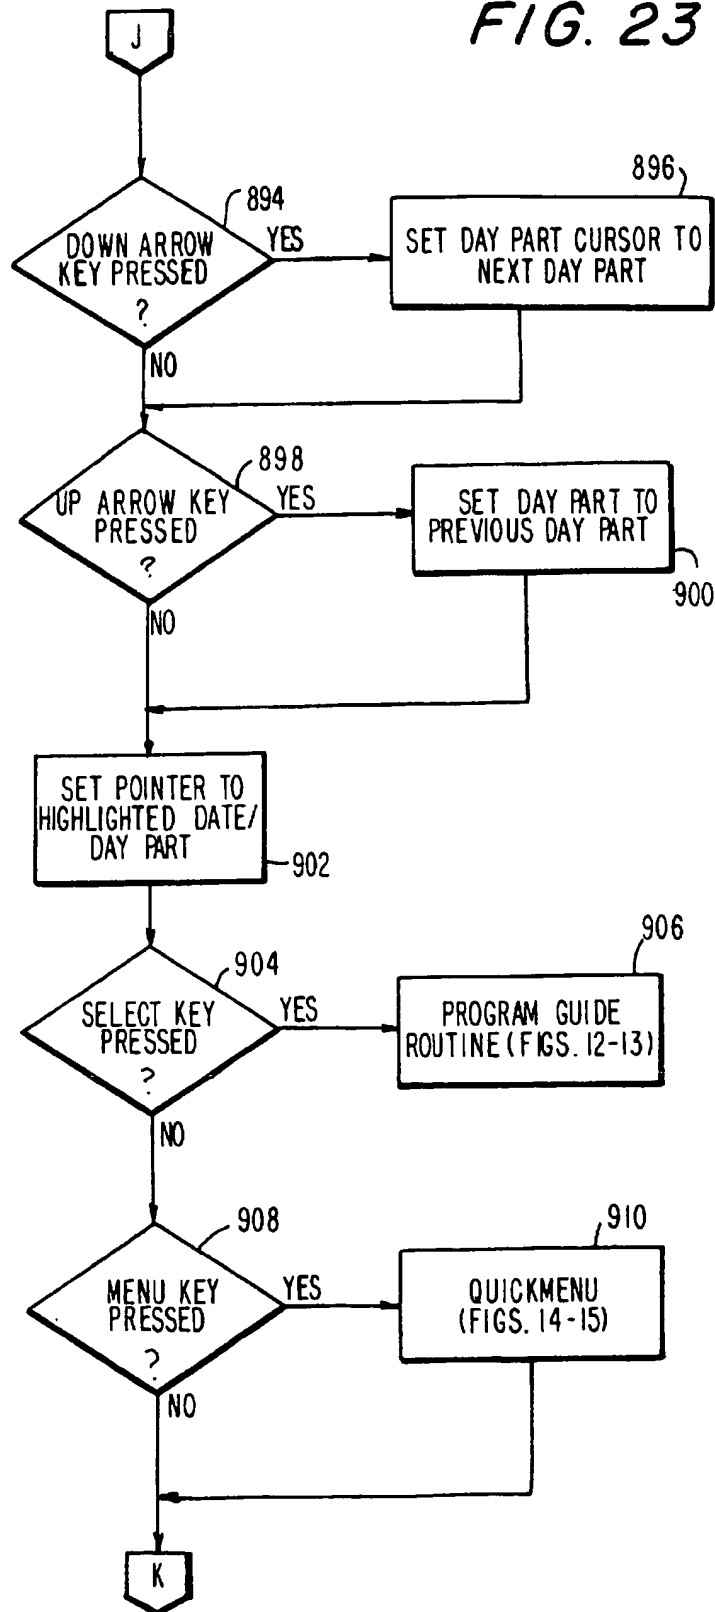 FIG. 23
J
894
DOWN ARROW
KEY PRESSED
?
YES
NO
896
SET DAY PART CURSOR TO
NEXT DAY PART
898
UP ARROW KEY
PRESSED
?
YES
NO
SET DAY PART TO
PREVIOUS DAY PART
900
SET POINTER TO
HIGHLIGHTED DATE/
DAY PART
902
904
SELECT KEY
PRESSED
?
YES
NO
906
PROGRAM GUIDE
ROUTINE (FIGS. 12-13)
908
MENU KEY
PRESSED
?
YES
NO
910
QUICKMENU
(FIGS. 14-15)
K